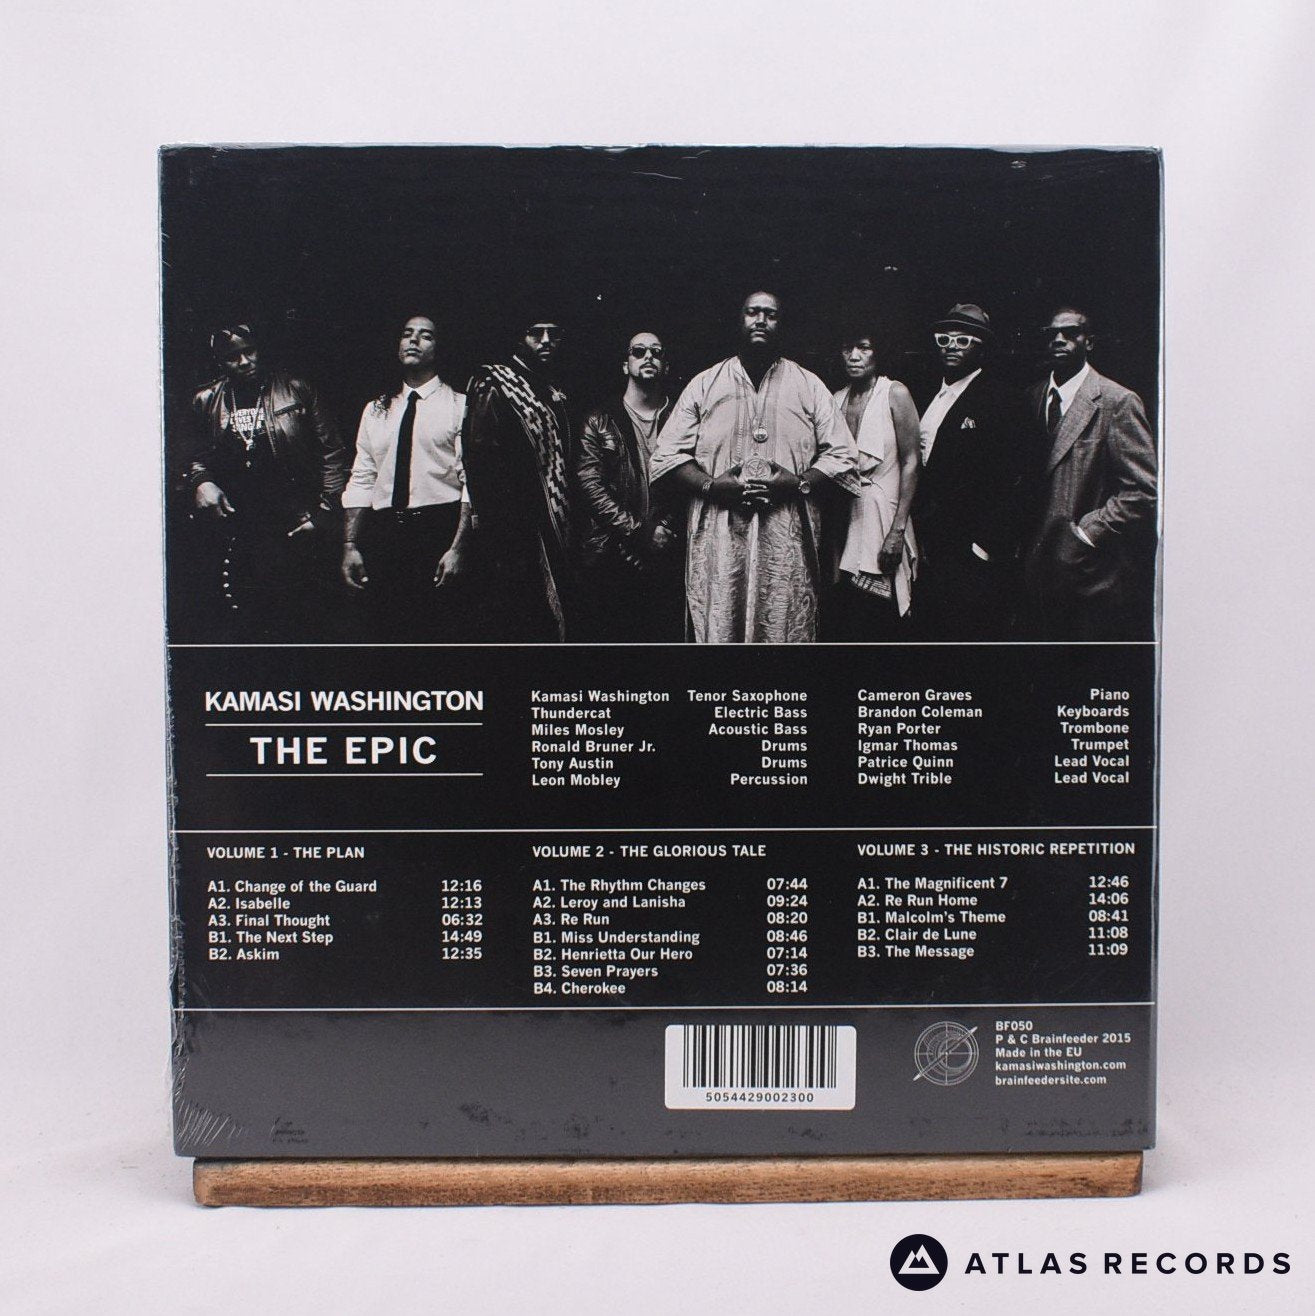 EVERYONE
LOVES THE
SINGER
KAMASI WASHINGTON
THE EPIC
Kamasi Washington Tenor Saxophone
Thundercat Electric Bass
Miles Mosley Acoustic Bass
Ronald Bruner Jr. Drums
Tony Austin Drums
Leon Mobley Percussion
Cameron Graves Piano
Brandon Coleman Keyboards
Ryan Porter Trombone
Igmar Thomas Trumpet
Patrice Quinn Lead Vocal
Dwight Trible Lead Vocal
VOLUME 1 - THE PLAN
A1. Change of the Guard 12:16
A2. Isabelle 12:13
A3. Final Thought 06:32
B1. The Next Step 14:49
B2. Askim 12:35
VOLUME 2 - THE GLORIOUS TALE
A1. The Rhythm Changes 07:44
A2. Leroy and Lanisha 09:24
A3. Re Run 08:20
B1. Miss Understanding 08:46
B2. Henrietta Our Hero 07:14
B3. Seven Prayers 07:36
B4. Cherokee 08:14
VOLUME 3 - THE HISTORIC REPETITION
A1. The Magnificent 7 12:46
A2. Re Run Home 14:06
B1. Malcolm's Theme 08:41
B2. Clair de Lune 11:08
B3. The Message 11:09
5054429002300
BF050
P & C Brainfeeder 2015
Made in the EU
kamasiwashington.com
brainfeedersite.com
ATLAS RECORDS